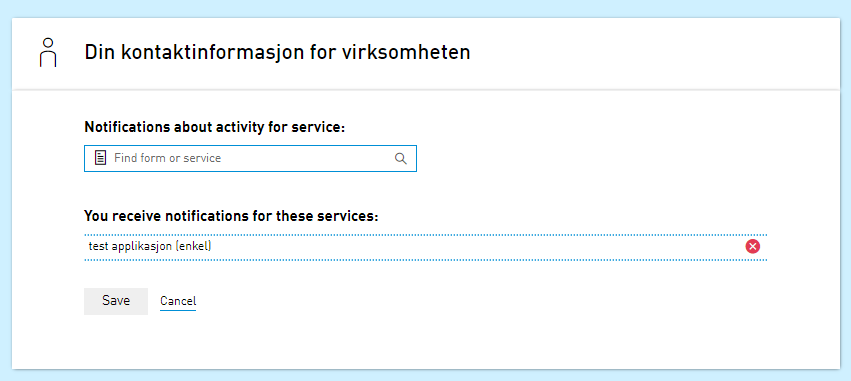 Din kontaktinformasjon for virksomheten
Notifications about activity for service:
Find form or service
You receive notifications for these services:
test applikasjon (enkel)
Save Cancel